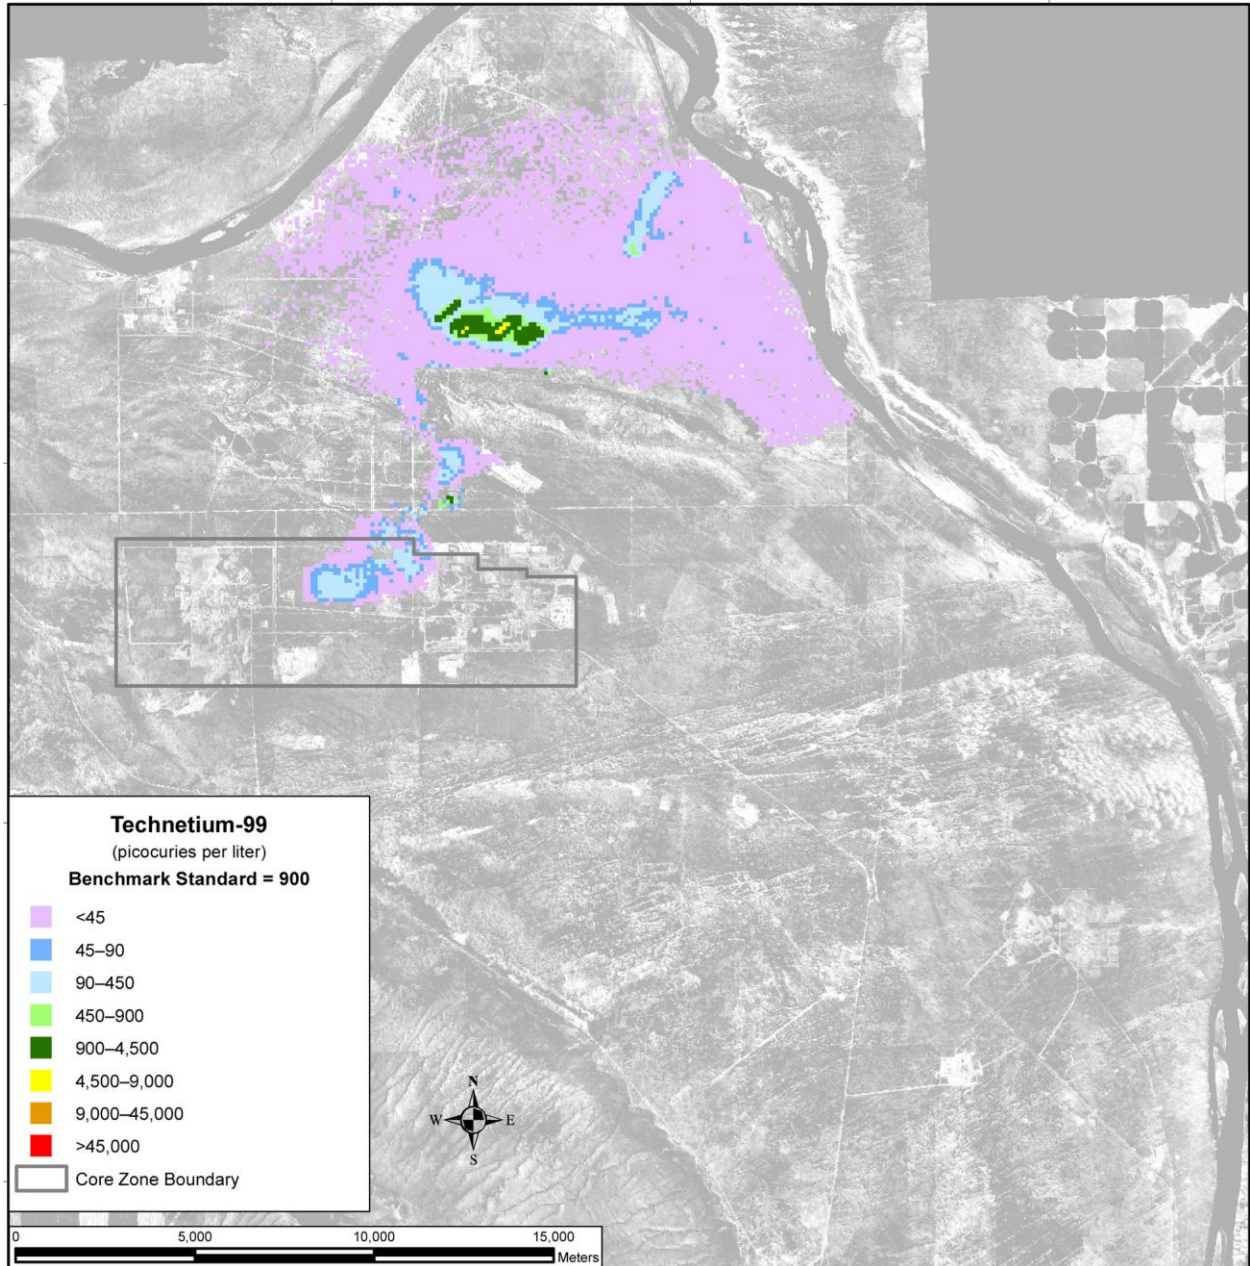 Technetium-99
(picocuries per liter)
Benchmark Standard = 900
<45
45–90
90–450
450–900
900–4,500
4,500–9,000
9,000–45,000
>45,000
Core Zone Boundary
N
W E
S
0 5,000 10,000 15,000
Meters